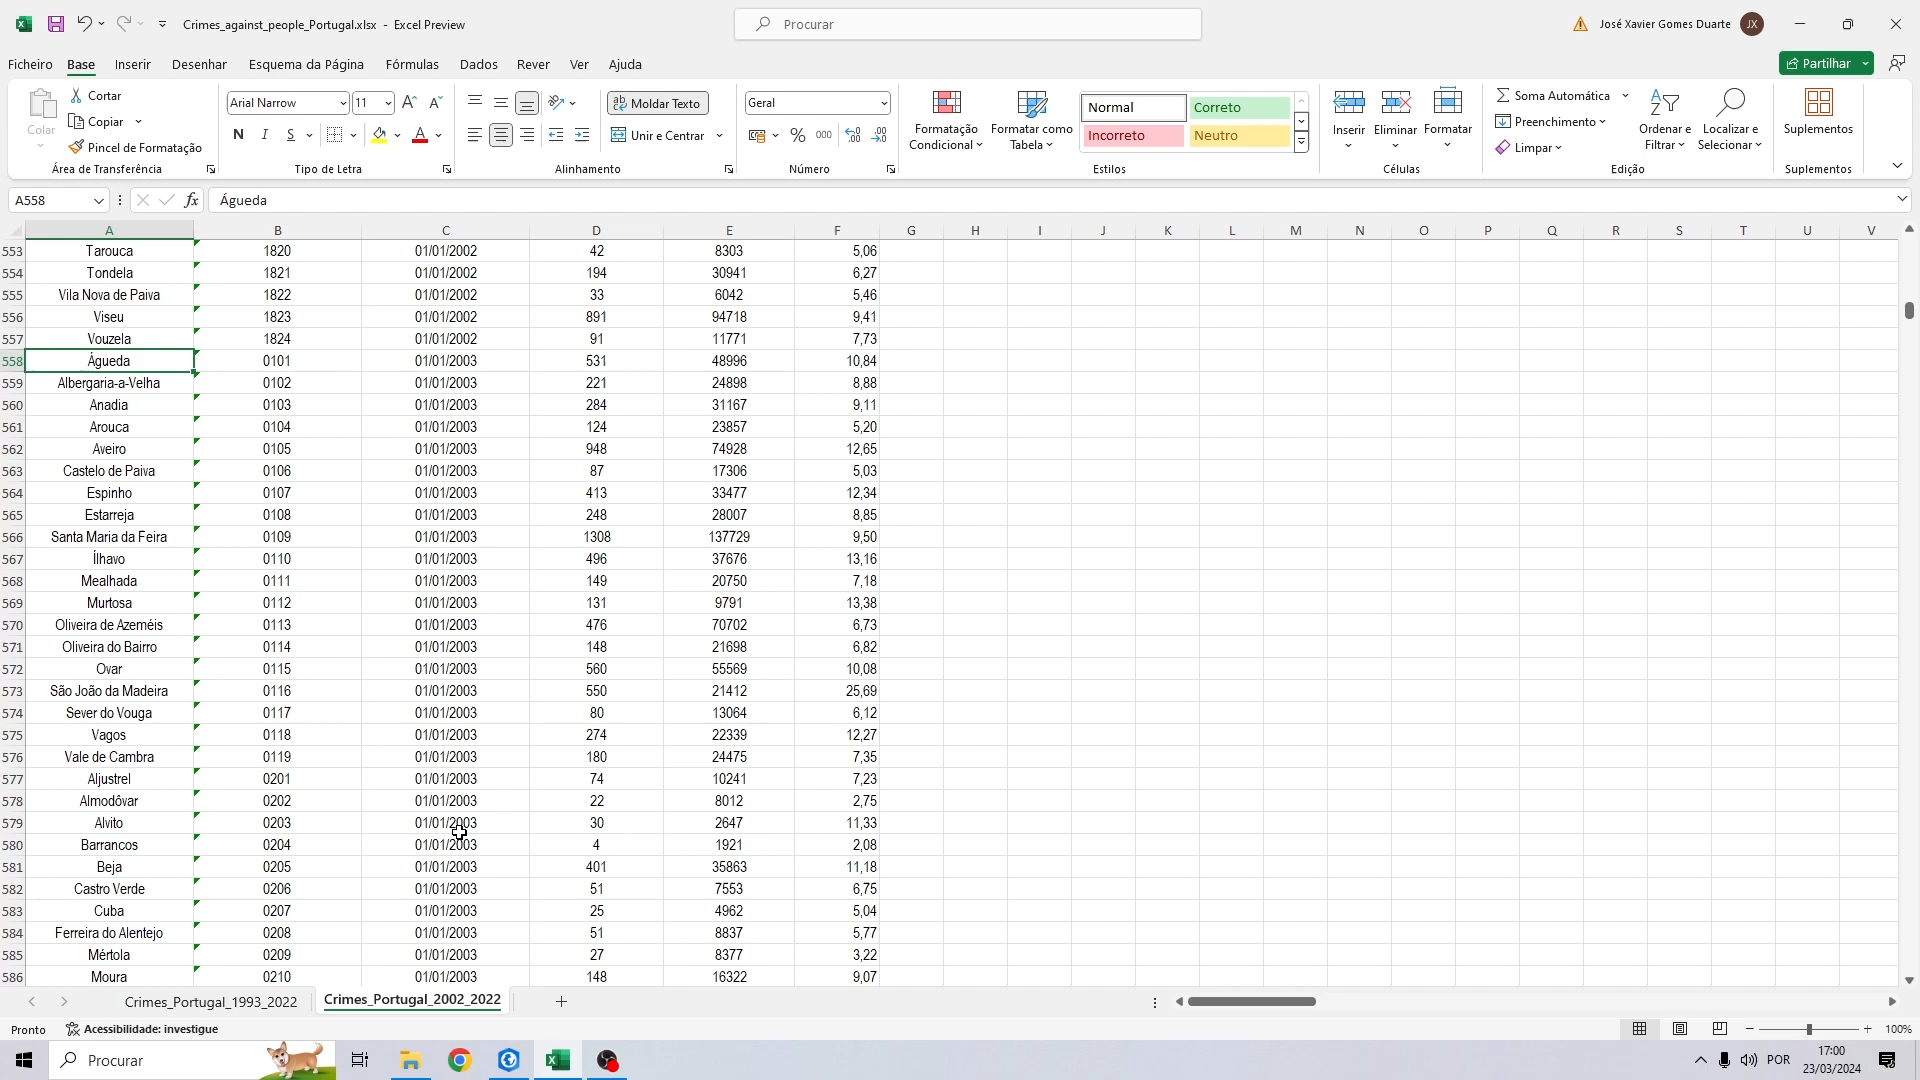 Crimes_against_people_Portugal.xlsx - Excel Preview
Procurar
José Xavier Gomes Duarte JX
Ficheiro Base Inserir Desenhar Esquema da Página Fórmulas Dados Rever Ver Ajuda
Partilhar
Colar
Cortar
Copiar
Pincel de Formatação
Área de Transferência
Arial Narrow 11
N I S
Tipo de Letra
Moldar Texto
Unir e Centrar
Alinhamento
Geral
% 000
Número
Formatação Condicional
Formatar como Tabela
Normal Correto
Incorreto Neutro
Estilos
Inserir Eliminar Formatar
Células
Soma Automática
Preenchimento
Limpar
Ordenar e Filtrar
Localizar e Selecionar
Edição
Suplementos
Suplementos
A558 fx Águeda
A B C D E F G H I J K L M N O P Q R S T U V
553 Tarouca 1820 01/01/2002 42 8303 5,06
554 Tondela 1821 01/01/2002 194 30941 6,27
555 Vila Nova de Paiva 1822 01/01/2002 33 6042 5,46
556 Viseu 1823 01/01/2002 891 94718 9,41
557 Vouzela 1824 01/01/2002 91 11771 7,73
558 Águeda 0101 01/01/2003 531 48996 10,84
559 Albergaria-a-Velha 0102 01/01/2003 221 24898 8,88
560 Anadia 0103 01/01/2003 284 31167 9,11
561 Arouca 0104 01/01/2003 124 23857 5,20
562 Aveiro 0105 01/01/2003 948 74928 12,65
563 Castelo de Paiva 0106 01/01/2003 87 17306 5,03
564 Espinho 0107 01/01/2003 413 33477 12,34
565 Estarreja 0108 01/01/2003 248 28007 8,85
566 Santa Maria da Feira 0109 01/01/2003 1308 137729 9,50
567 Ílhavo 0110 01/01/2003 496 37676 13,16
568 Mealhada 0111 01/01/2003 149 20750 7,18
569 Murtosa 0112 01/01/2003 131 9791 13,38
570 Oliveira de Azeméis 0113 01/01/2003 476 70702 6,73
571 Oliveira do Bairro 0114 01/01/2003 148 21698 6,82
572 Ovar 0115 01/01/2003 560 55569 10,08
573 São João da Madeira 0116 01/01/2003 550 21412 25,69
574 Sever do Vouga 0117 01/01/2003 80 13064 6,12
575 Vagos 0118 01/01/2003 274 22339 12,27
576 Vale de Cambra 0119 01/01/2003 180 24475 7,35
577 Aljustrel 0201 01/01/2003 74 10241 7,23
578 Almodôvar 0202 01/01/2003 22 8012 2,75
579 Alvito 0203 01/01/2003 30 2647 11,33
580 Barrancos 0204 01/01/2003 4 1921 2,08
581 Beja 0205 01/01/2003 401 35863 11,18
582 Castro Verde 0206 01/01/2003 51 7553 6,75
583 Cuba 0207 01/01/2003 25 4962 5,04
584 Ferreira do Alentejo 0208 01/01/2003 51 8837 5,77
585 Mértola 0209 01/01/2003 27 8377 3,22
586 Moura 0210 01/01/2003 148 16322 9,07
Crimes_Portugal_1993_2022 Crimes_Portugal_2002_2022
Pronto Acessibilidade: investigue 100%
Procurar
POR
17:00
23/03/2024